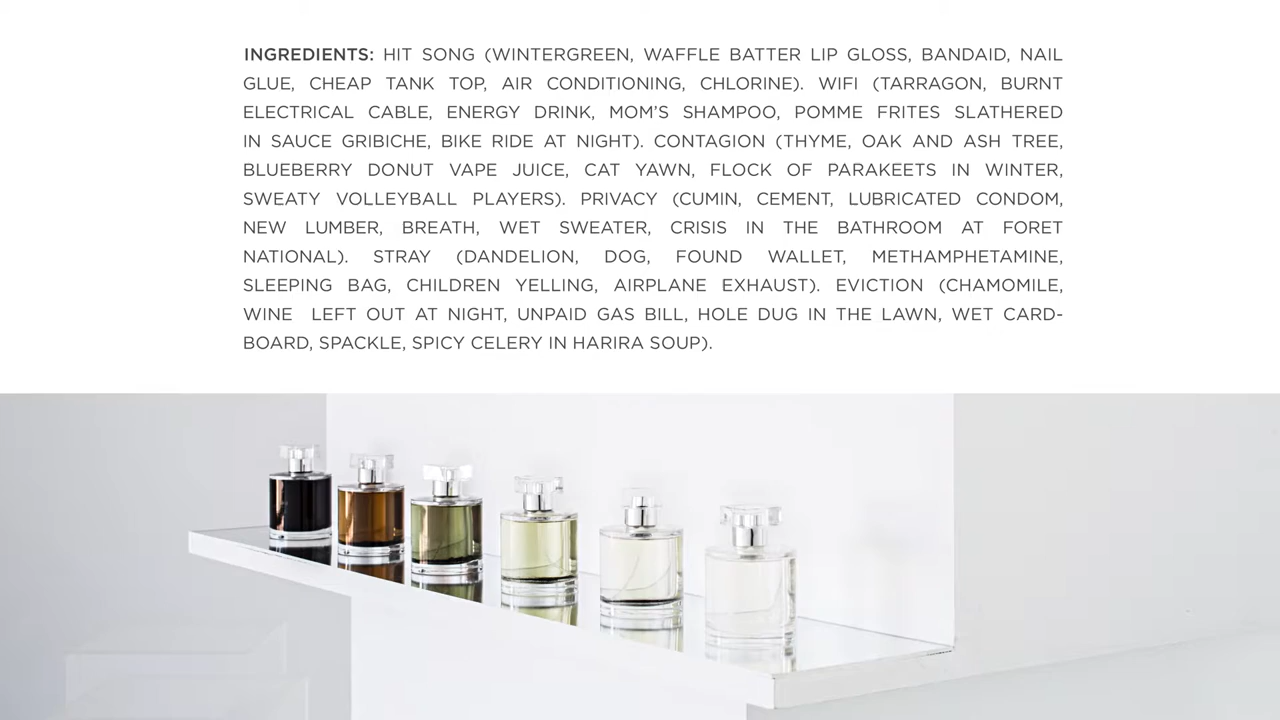 INGREDIENTS: HIT SONG (WINTERGREEN, WAFFLE BATTER LIP GLOSS, BANDAID, NAIL
GLUE, CHEAP TANK TOP, AIR CONDITIONING, CHLORINE). WIFI (TARRAGON, BURNT
ELECTRICAL CABLE, ENERGY DRINK, MOM'S SHAMPOO, POMME FRITES SLATHERED
IN SAUCE GRIBICHE, BIKE RIDE AT NIGHT). CONTAGION (THYME, OAK AND ASH TREE,
BLUEBERRY DONUT VAPE JUICE, CAT YAWN, FLOCK OF PARAKEETS IN WINTER,
SWEATY VOLLEYBALL PLAYERS). PRIVACY (CUMIN, CEMENT, LUBRICATED CONDOM,
NEW LUMBER, BREATH, WET SWEATER, CRISIS IN THE BATHROOM AT FORET
NATIONAL). STRAY (DANDELION, DOG, FOUND WALLET, METHAMPHETAMINE,
SLEEPING BAG, CHILDREN YELLING, AIRPLANE EXHAUST). EVICTION (CHAMOMILE,
WINE LEFT OUT AT NIGHT, UNPAID GAS BILL, HOLE DUG IN THE LAWN, WET CARD-
BOARD, SPACKLE, SPICY CELERY IN HARIRA SOUP).